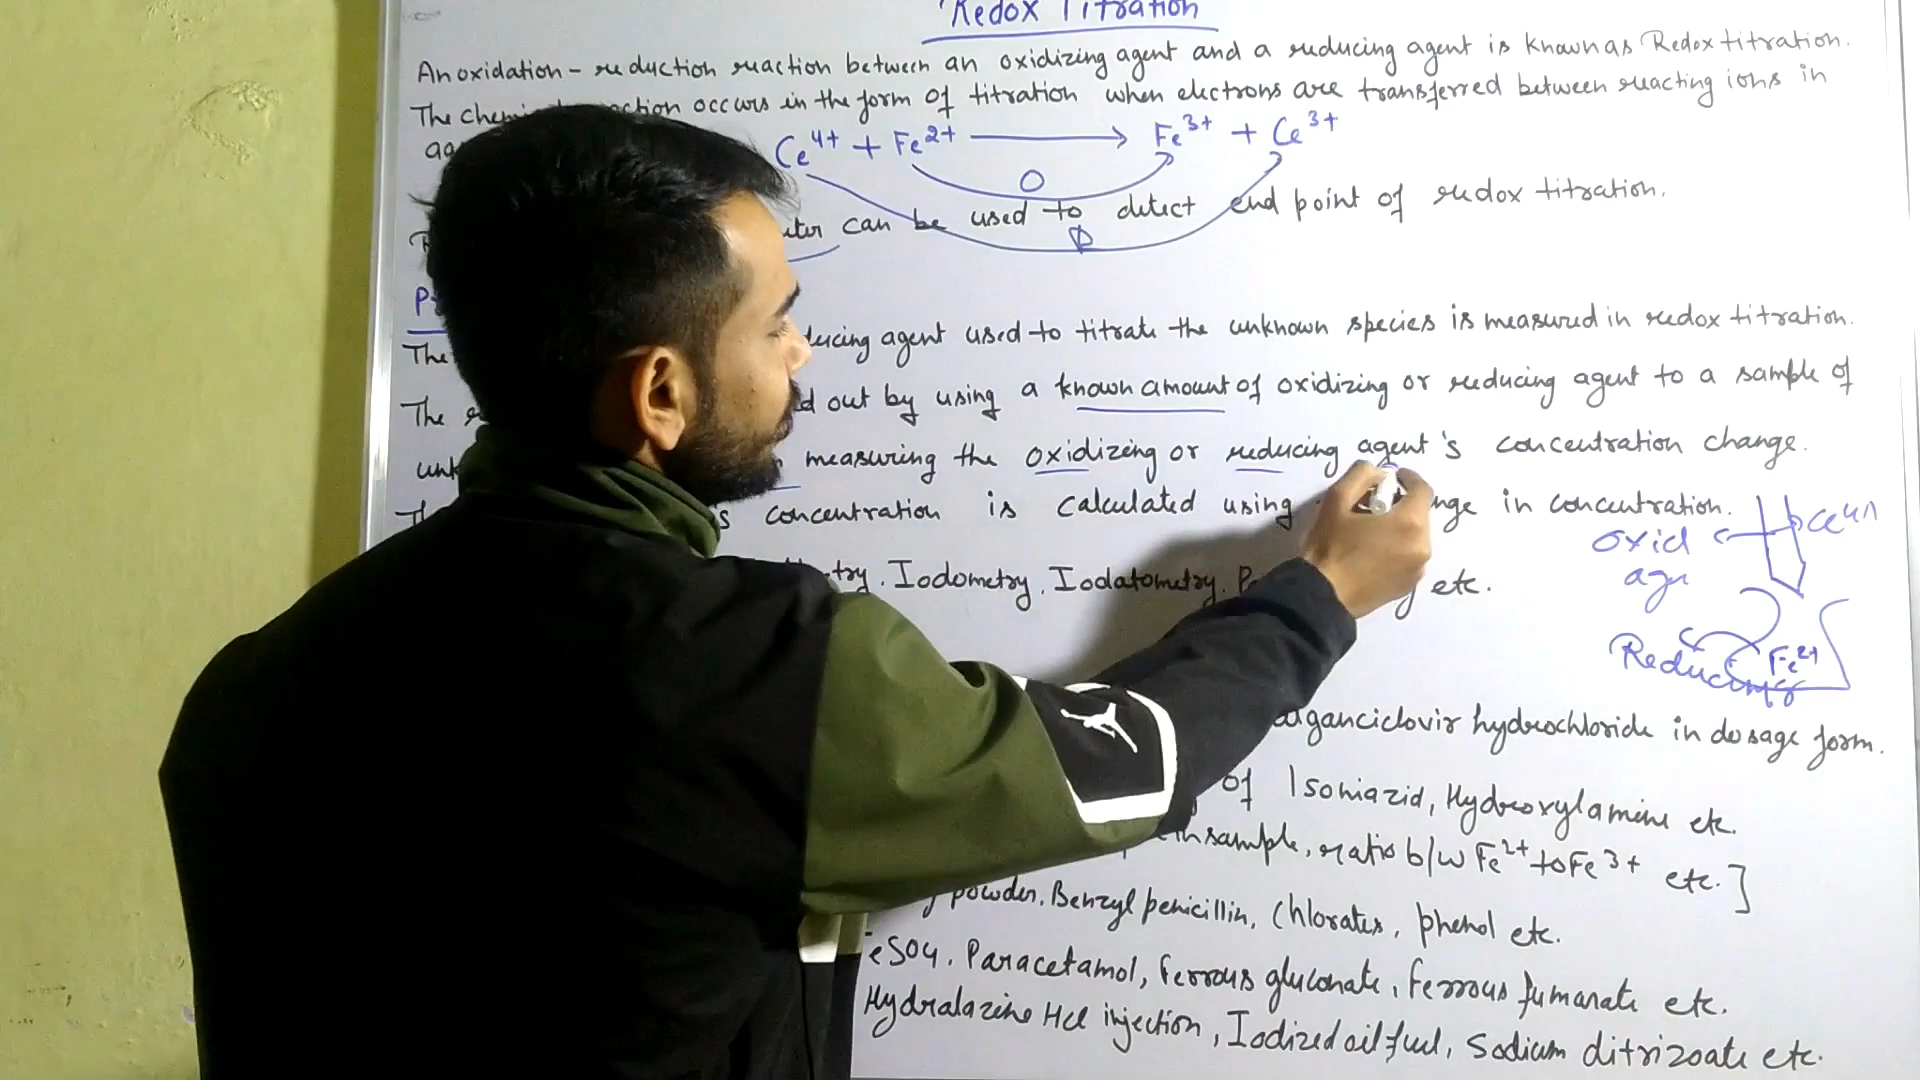 Redox Titration
An oxidation - reduction reaction between an oxidizing agent and a reducing agent is known as Redox titration.
The chem ction occurs in the form of titration when electrons are transferred between reacting ions in
Ce4+ + Fe2+ → Fe3+ + Ce3+
O
can be used to detect end point of redox titration.
R
The ducing agent used to titrate the unknown species is measured in redox titration.
The d out by using a known amount of oxidizing or reducing agent to a sample of
unk measuring the oxidizing or reducing agent's concentration change.
s concentration is calculated using nge in concentration.
Ce4+
oxid
agn
try. Iodometry, Iodatometry. etc.
Fe2+
Reducing
alganciclovir hydrochloride in dosage form.
of Isoniazid, Hydroxylamine etc.
in sample, ratio b/w Fe2+ to Fe3+ etc.]
powder. Benzyl penicillin, Chlorates, phenol etc.
eSO4. Paracetamol, Ferrous gluconate, Ferrous fumarate etc.
Hydralazine Hcl injection, Iodized oil fuel, Sodium ditrizoate etc.